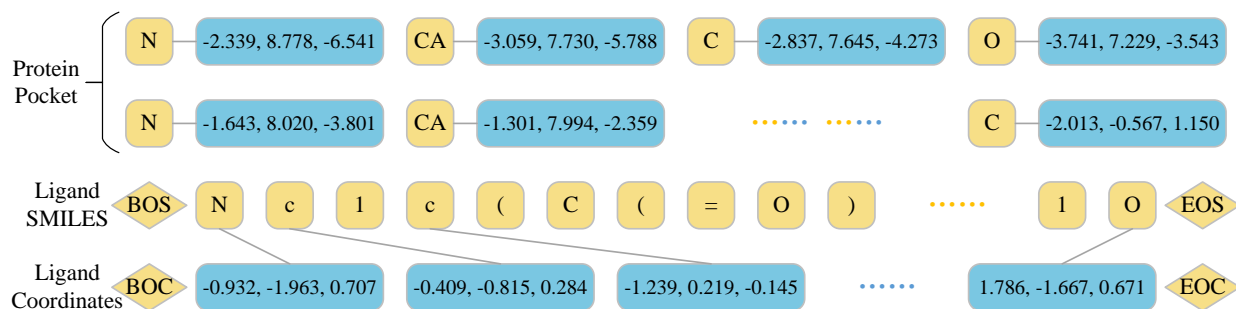 N -2.339, 8.778, -6.541 CA -3.059, 7.730, -5.788 C -2.837, 7.645, -4.273 O -3.741, 7.229, -3.543
Protein
Pocket
N -1.643, 8.020, -3.801 CA -1.301, 7.994, -2.359 C -2.013, -0.567, 1.150
Ligand
SMILES
BOS N c 1 c ( C ( = O ) 1 O EOS
Ligand
Coordinates
BOC -0.932, -1.963, 0.707 -0.409, -0.815, 0.284 -1.239, 0.219, -0.145 1.786, -1.667, 0.671 EOC